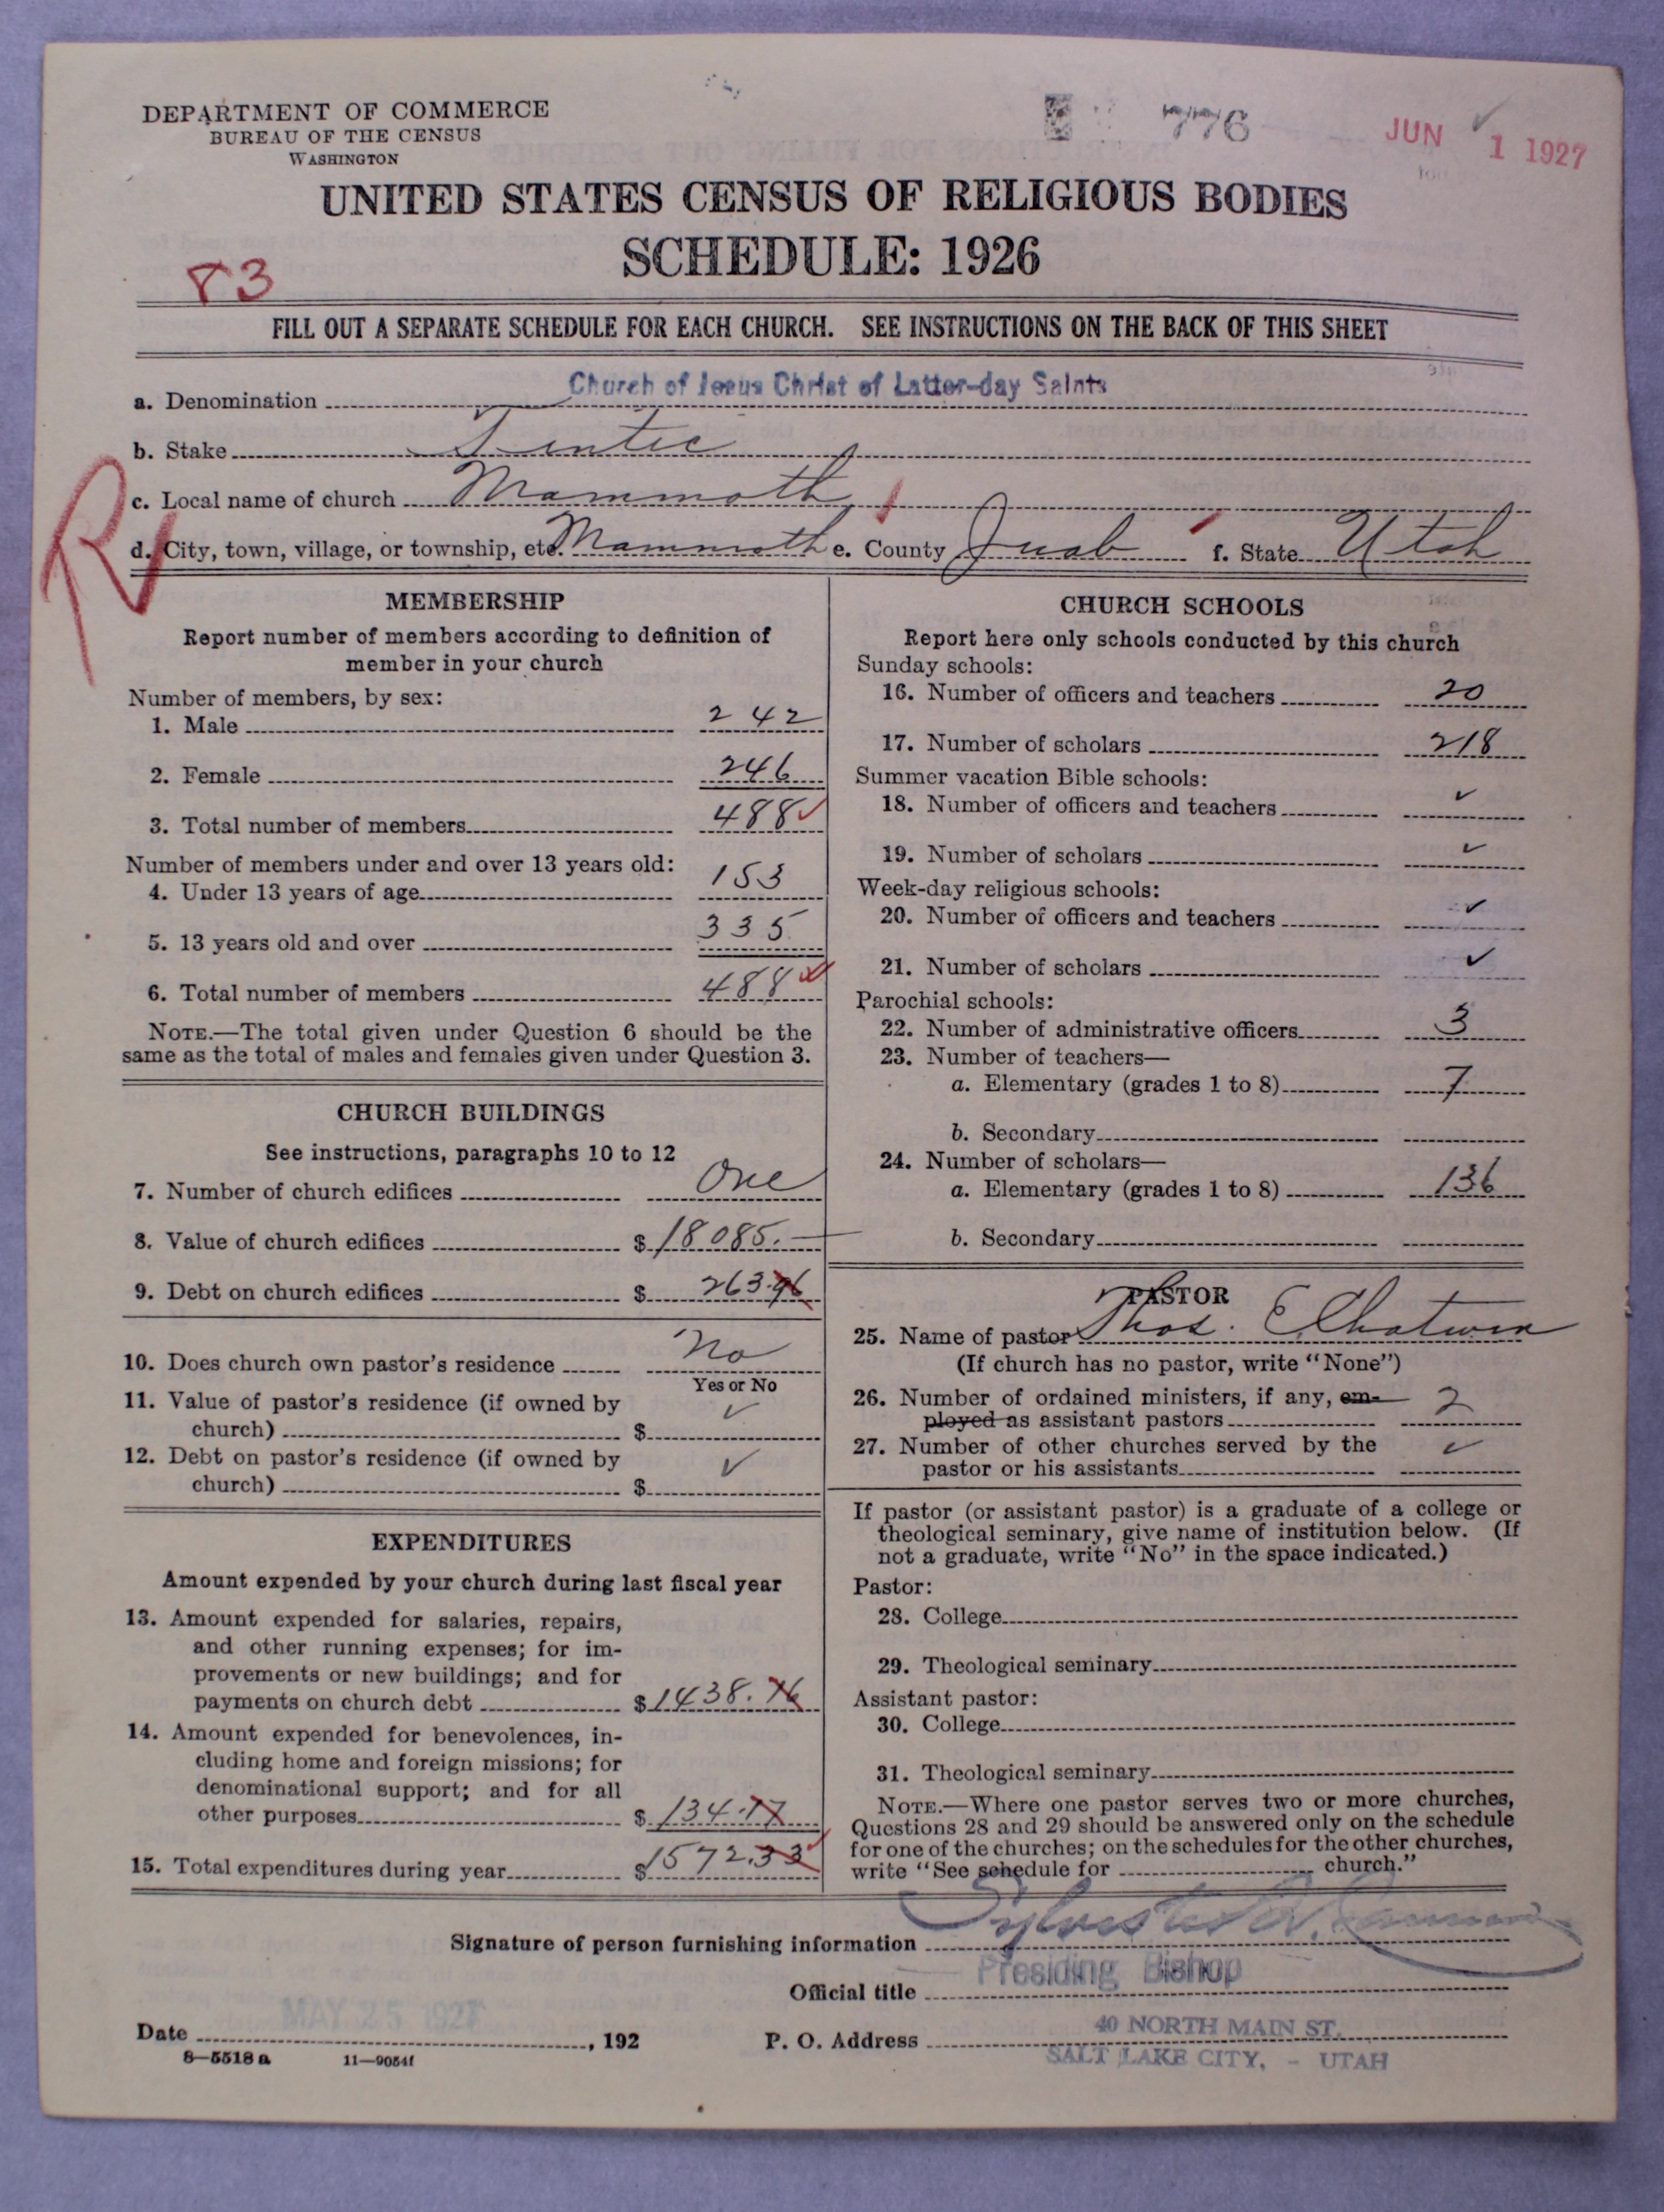 DEPARTMENT OF COMMERCE
BUREAU OF THE CENSUS
WASHINGTON
776
JUN 1 1927
UNITED STATES CENSUS OF RELIGIOUS BODIES
SCHEDULE: 1926
83
FILL OUT A SEPARATE SCHEDULE FOR EACH CHURCH. SEE INSTRUCTIONS ON THE BACK OF THIS SHEET
a. Denomination Church of Jesus Christ of Latter-day Saints
b. Stake Tintic
c. Local name of church Mammoth
d. City, town, village, or township, etc. Mammoth e. County Juab f. State Utah
R
MEMBERSHIP
Report number of members according to definition of
member in your church
Number of members, by sex:
1. Male 242
2. Female 246
3. Total number of members 488
Number of members under and over 13 years old:
4. Under 13 years of age 153
5. 13 years old and over 335
6. Total number of members 488
NOTE.—The total given under Question 6 should be the
same as the total of males and females given under Question 3.
CHURCH BUILDINGS
See instructions, paragraphs 10 to 12
7. Number of church edifices One
8. Value of church edifices $ 18085.—
9. Debt on church edifices $ 263.96
10. Does church own pastor's residence No
Yes or No
11. Value of pastor's residence (if owned by
church) $ ✓
12. Debt on pastor's residence (if owned by
church) $ ✓
EXPENDITURES
Amount expended by your church during last fiscal year
13. Amount expended for salaries, repairs,
and other running expenses; for im-
provements or new buildings; and for
payments on church debt $ 1438.16
14. Amount expended for benevolences, in-
cluding home and foreign missions; for
denominational support; and for all
other purposes $ 134.17
15. Total expenditures during year $ 1572.33
CHURCH SCHOOLS
Report here only schools conducted by this church
Sunday schools:
16. Number of officers and teachers 20
17. Number of scholars 218
Summer vacation Bible schools:
18. Number of officers and teachers ✓
19. Number of scholars ✓
Week-day religious schools:
20. Number of officers and teachers ✓
21. Number of scholars ✓
Parochial schools:
22. Number of administrative officers 3
23. Number of teachers—
a. Elementary (grades 1 to 8) 7
b. Secondary
24. Number of scholars—
a. Elementary (grades 1 to 8) 136
b. Secondary
PASTOR
25. Name of pastor Thos. E Chatwin
(If church has no pastor, write "None")
26. Number of ordained ministers, if any, em-
ployed as assistant pastors 2
27. Number of other churches served by the
pastor or his assistants ✓
If pastor (or assistant pastor) is a graduate of a college or
theological seminary, give name of institution below. (If
not a graduate, write "No" in the space indicated.)
Pastor:
28. College
29. Theological seminary
Assistant pastor:
30. College
31. Theological seminary
NOTE.—Where one pastor serves two or more churches,
Questions 28 and 29 should be answered only on the schedule
for one of the churches; on the schedules for the other churches,
write "See schedule for church."
Signature of person furnishing information Sylvester Q. Cannon
Official title Presiding Bishop
Date MAY 25 1927, 192
P. O. Address 40 NORTH MAIN ST.
SALT LAKE CITY, - UTAH
8—5518 a 11—9054f